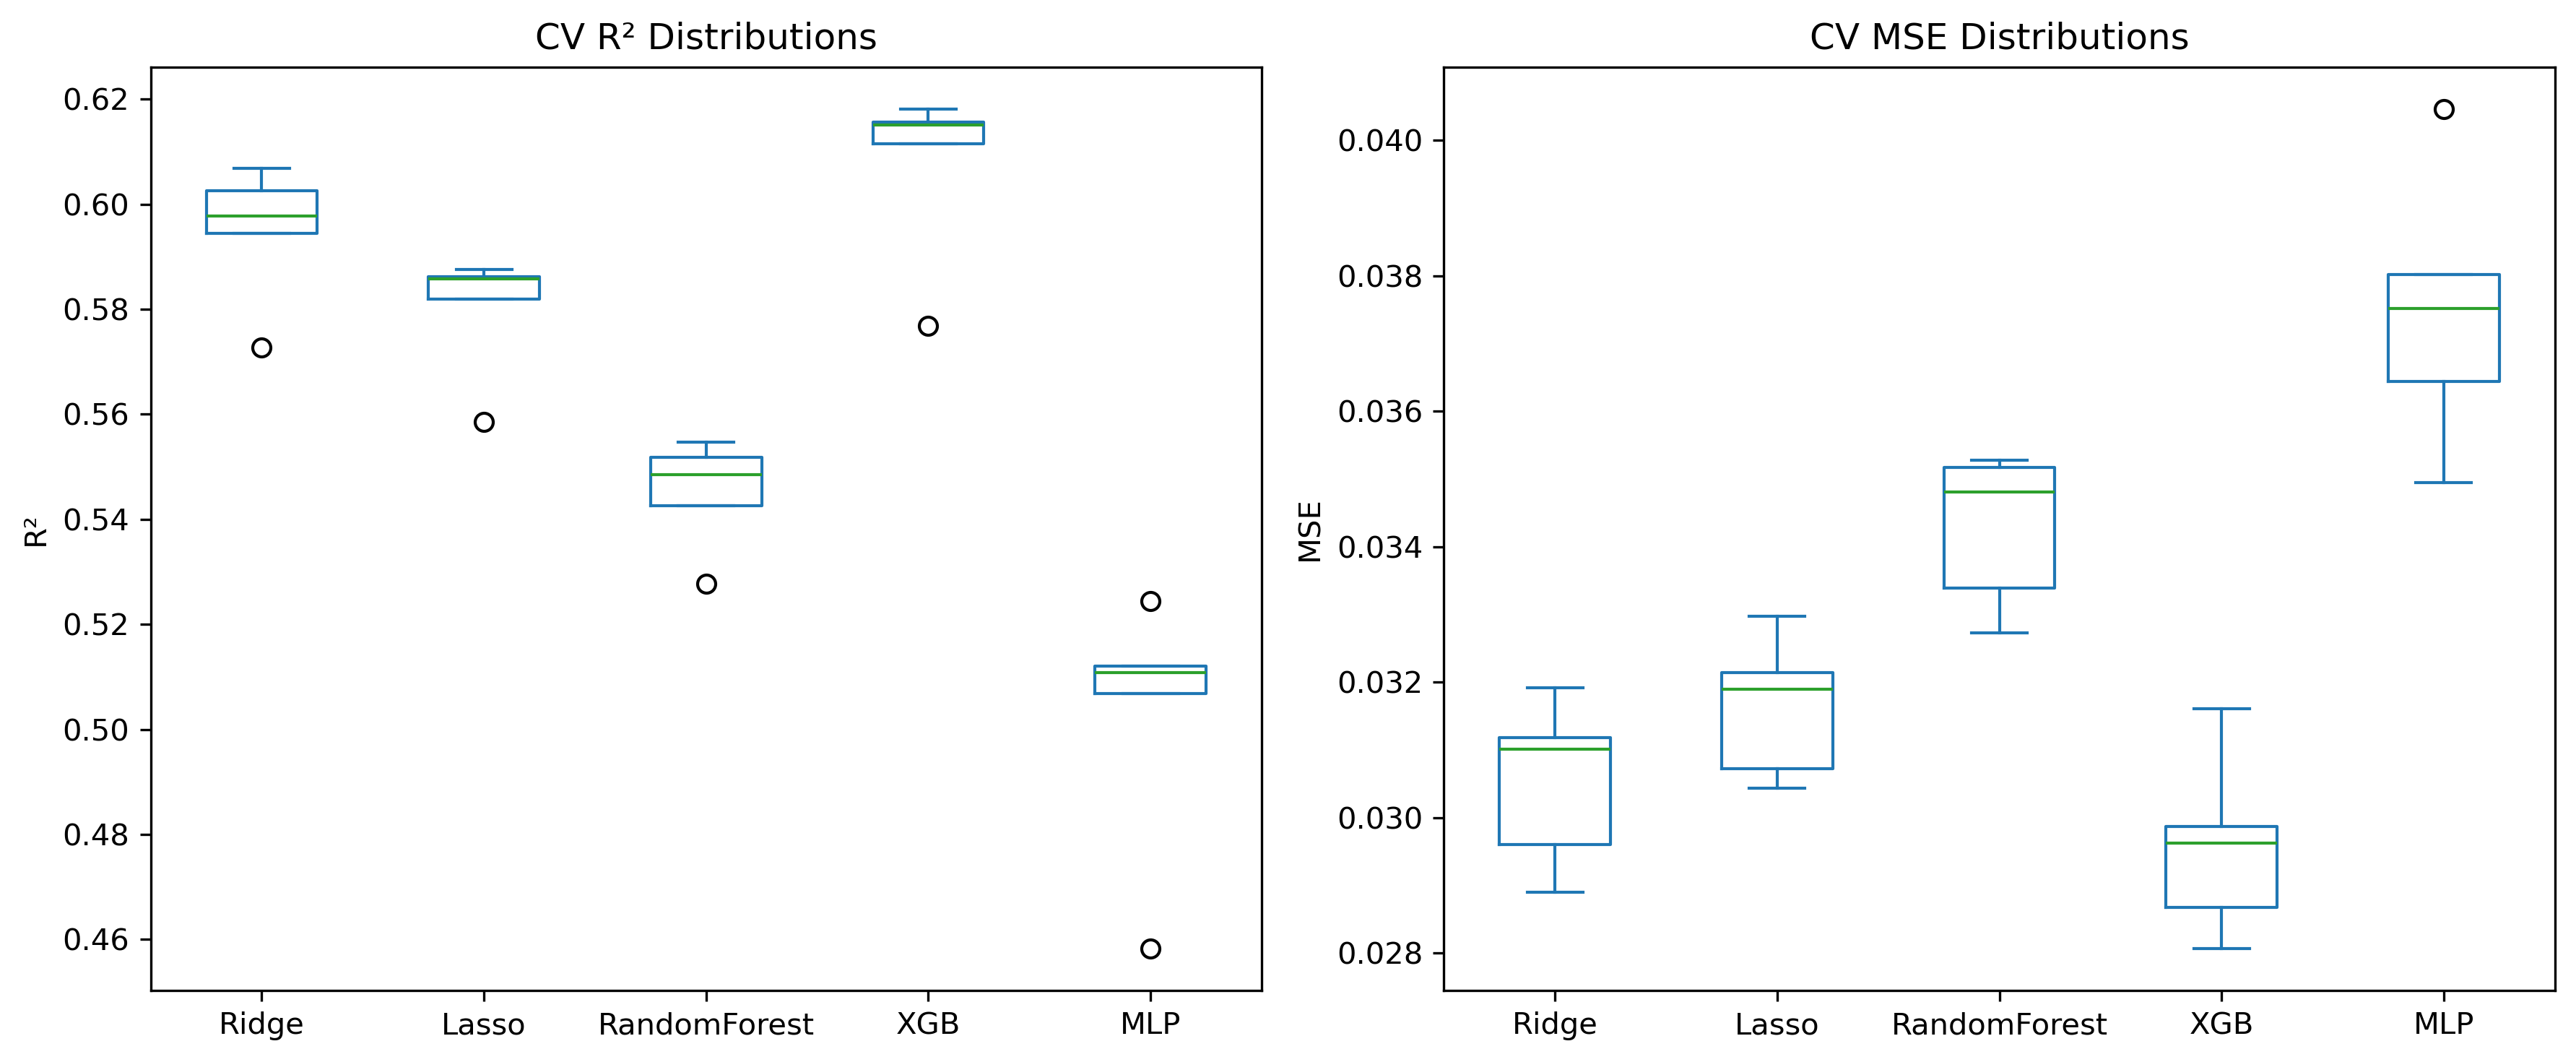 CV R² Distributions
R²
0.62
0.60
0.58
0.56
0.54
0.52
0.50
0.48
0.46
Ridge Lasso RandomForest XGB MLP
CV MSE Distributions
MSE
0.040
0.038
0.036
0.034
0.032
0.030
0.028
Ridge Lasso RandomForest XGB MLP